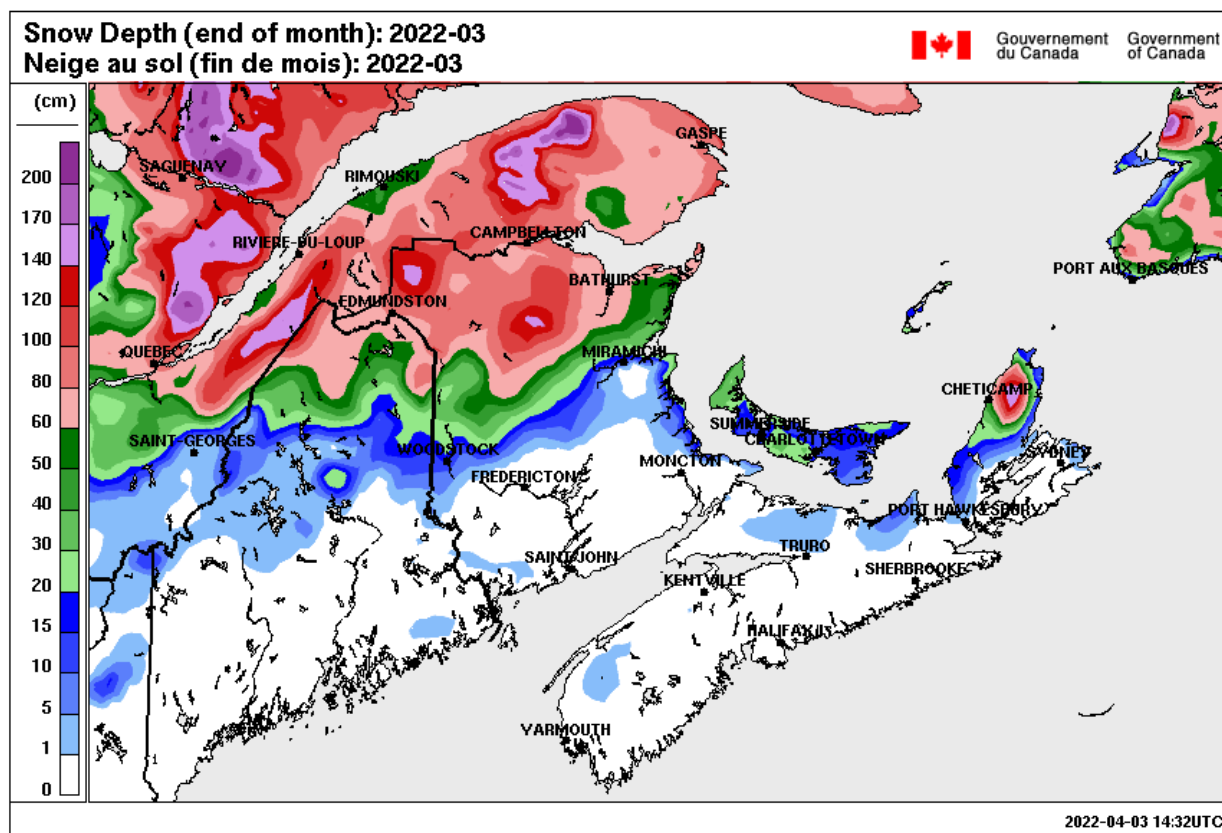 Snow Depth (end of month): 2022-03
Neige au sol (fin de mois): 2022-03
Gouvernement du Canada
Government of Canada
(cm)
200
170
140
120
100
80
60
50
40
30
20
15
10
5
1
0
SAGUENAY
GASPE
RIMOUSKI
RIVIERE-DU-LOUP
CAMPBELLTON
PORT AUX BASQUES
BATHURST
EDMUNDSTON
QUEBEC
MIRAMICHI
CHETICAMP
SUMMERSIDE
SAINT-GEORGES
CHARLOTTETOWN
WOODSTOCK
SYDNEY
MONCTON
FREDERICTON
PORT HAWKESBURY
TRURO
SAINT JOHN
SHERBROOKE
KENTVILLE
HALIFAX
YARMOUTH
2022-04-03 14:32UTC